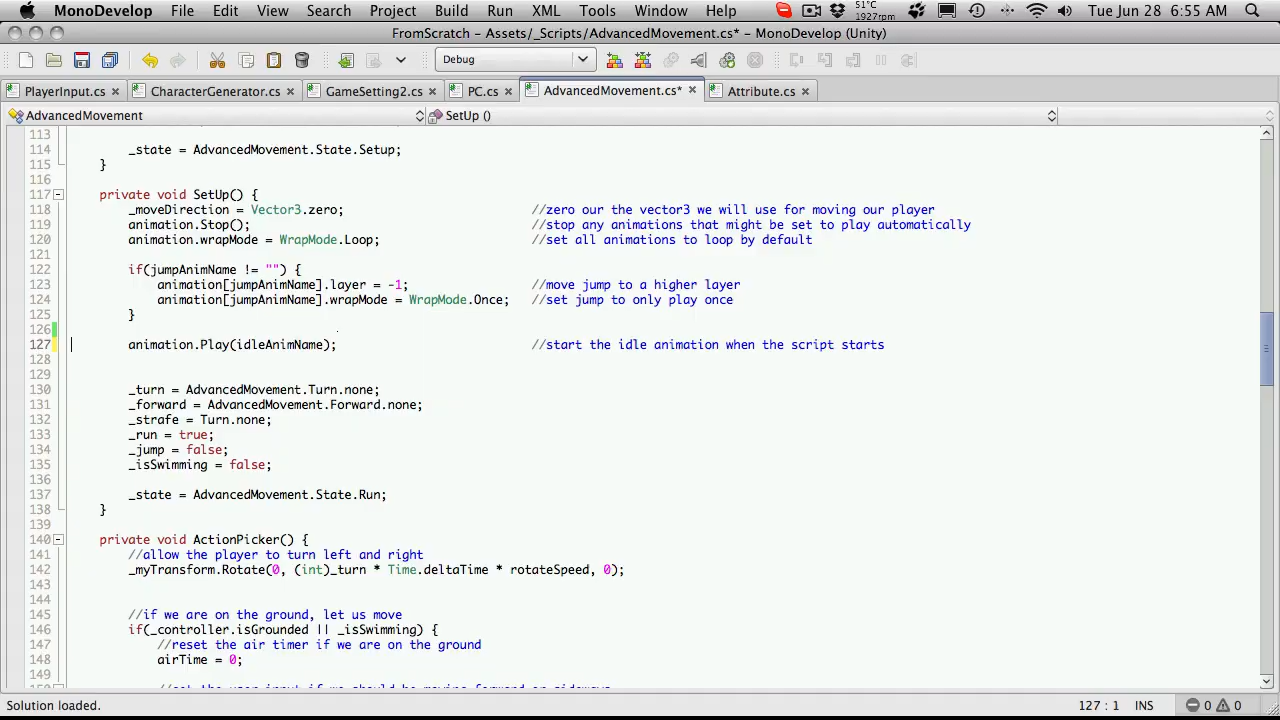 MonoDevelop File Edit View Search Project Build Run XML Tools Window Help 51°C 1927rpm Tue Jun 28 6:55 AM
FromScratch - Assets/_Scripts/AdvancedMovement.cs* - MonoDevelop (Unity)
Debug
PlayerInput.cs CharacterGenerator.cs GameSetting2.cs PC.cs AdvancedMovement.cs* Attribute.cs
AdvancedMovement SetUp ()
113
114 _state = AdvancedMovement.State.Setup;
115 }
116
117 private void SetUp() {
118 _moveDirection = Vector3.zero; //zero our the vector3 we will use for moving our player
119 animation.Stop(); //stop any animations that might be set to play automatically
120 animation.wrapMode = WrapMode.Loop; //set all animations to loop by default
121
122 if(jumpAnimName != "") {
123 animation[jumpAnimName].layer = -1; //move jump to a higher layer
124 animation[jumpAnimName].wrapMode = WrapMode.Once; //set jump to only play once
125 }
126
127 animation.Play(idleAnimName); //start the idle animation when the script starts
128
129
130 _turn = AdvancedMovement.Turn.none;
131 _forward = AdvancedMovement.Forward.none;
132 _strafe = Turn.none;
133 _run = true;
134 _jump = false;
135 _isSwimming = false;
136
137 _state = AdvancedMovement.State.Run;
138 }
139
140 private void ActionPicker() {
141 //allow the player to turn left and right
142 _myTransform.Rotate(0, (int)_turn * Time.deltaTime * rotateSpeed, 0);
143
144
145 //if we are on the ground, let us move
146 if(_controller.isGrounded || _isSwimming) {
147 //reset the air timer if we are on the ground
148 airTime = 0;
149
Solution loaded. 127 : 1 INS 0 0